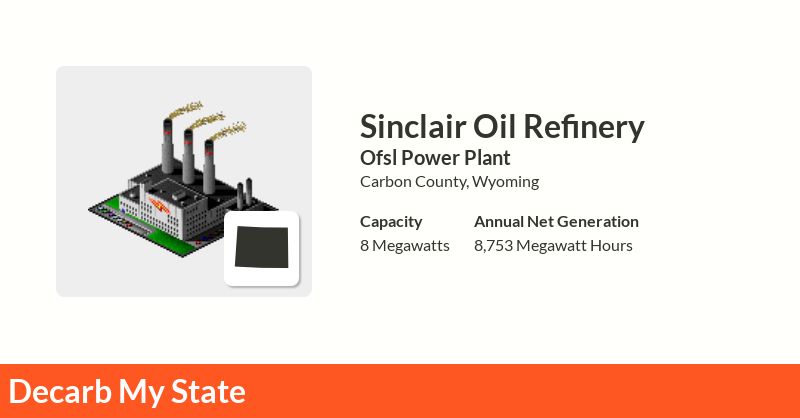 Sinclair Oil Refinery
Ofsl Power Plant
Carbon County, Wyoming
Capacity Annual Net Generation
8 Megawatts 8,753 Megawatt Hours
Decarb My State